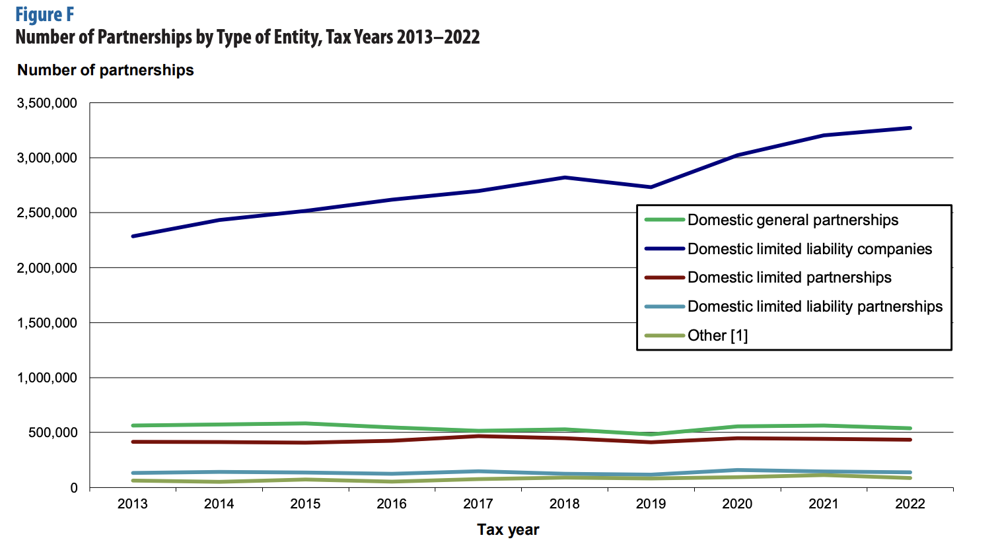 Figure F
Number of Partnerships by Type of Entity, Tax Years 2013–2022
Number of partnerships
3,500,000
3,000,000
2,500,000
2,000,000
1,500,000
1,000,000
500,000
0
Domestic general partnerships
Domestic limited liability companies
Domestic limited partnerships
Domestic limited liability partnerships
Other [1]
2013 2014 2015 2016 2017 2018 2019 2020 2021 2022
Tax year